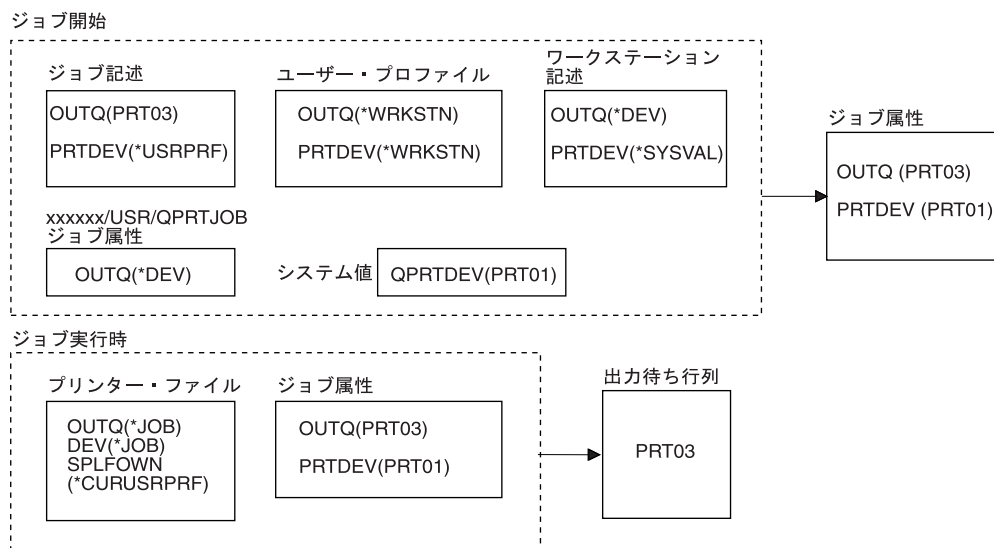 ジョブ開始
ジョブ記述
OUTQ(PRT03)
PRTDEV(*USRPRF)
ユーザー・プロファイル
OUTQ(*WRKSTN)
PRTDEV(*WRKSTN)
ワークステーション
記述
OUTQ(*DEV)
PRTDEV(*SYSVAL)
ジョブ属性
OUTQ (PRT03)
PRTDEV (PRT01)
xxxxxx/USR/QPRTJOB
ジョブ属性
OUTQ(*DEV)
システム値
QPRTDEV(PRT01)
ジョブ実行時
プリンター・ファイル
OUTQ(*JOB)
DEV(*JOB)
SPLFOWN
(*CURUSRPRF)
ジョブ属性
OUTQ(PRT03)
PRTDEV(PRT01)
出力待ち行列
PRT03